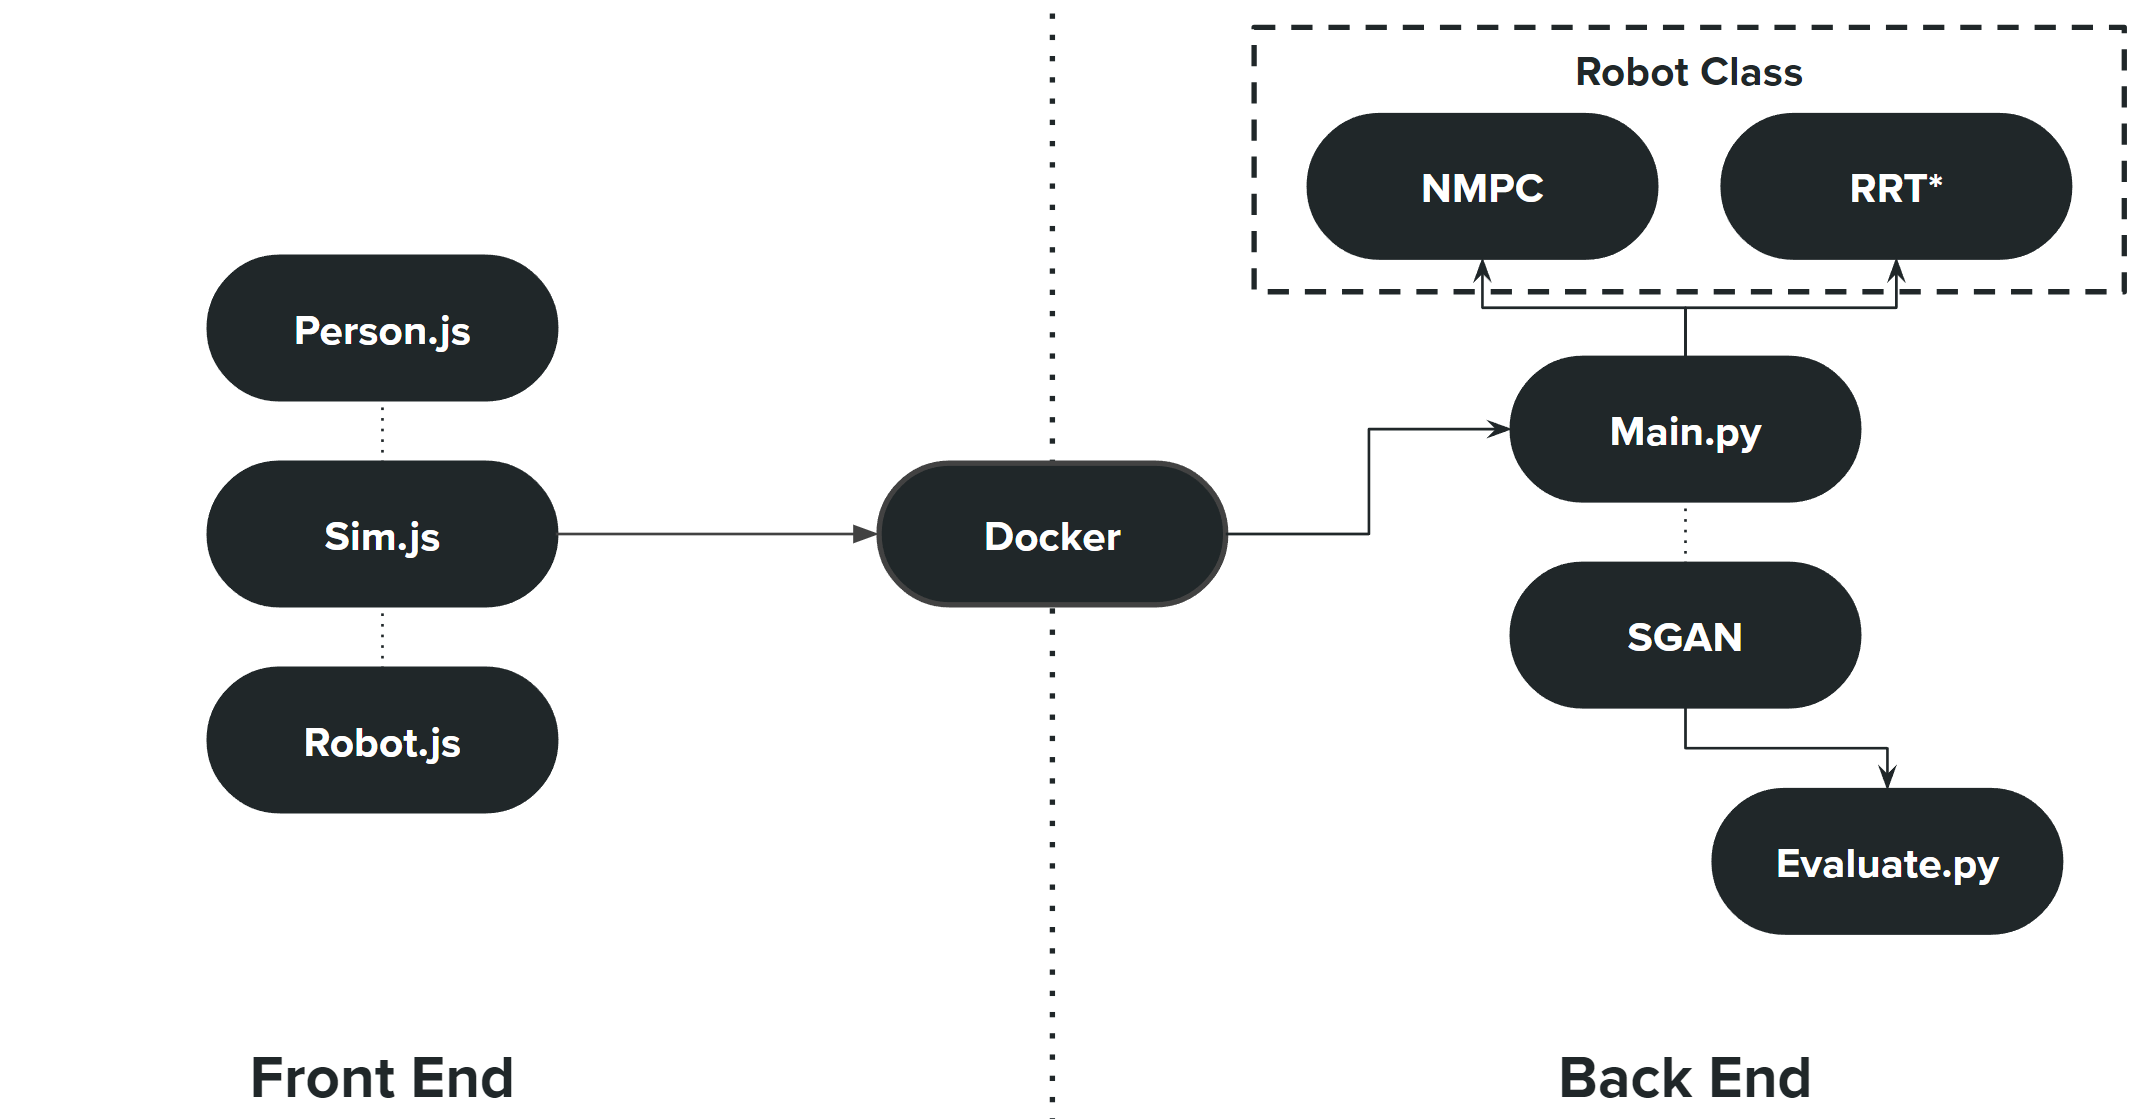 Robot Class
NMPC
RRT*
Person.js
Main.py
Sim.js
Docker
SGAN
Robot.js
Evaluate.py
Front End
Back End